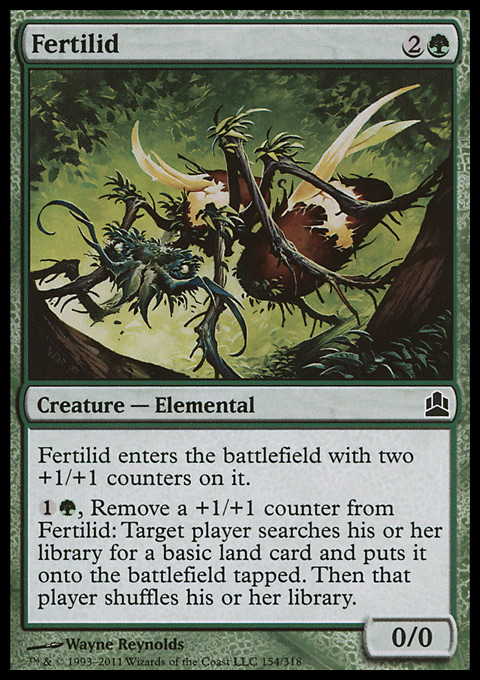 Fertilid 2
Creature — Elemental
Fertilid enters the battlefield with two
+1/+1 counters on it.
1, Remove a +1/+1 counter from
Fertilid: Target player searches his or her
library for a basic land card and puts it
onto the battlefield tapped. Then that
player shuffles his or her library.
Wayne Reynolds
0/0
™ & © 1993–2011 Wizards of the Coast LLC 154/318